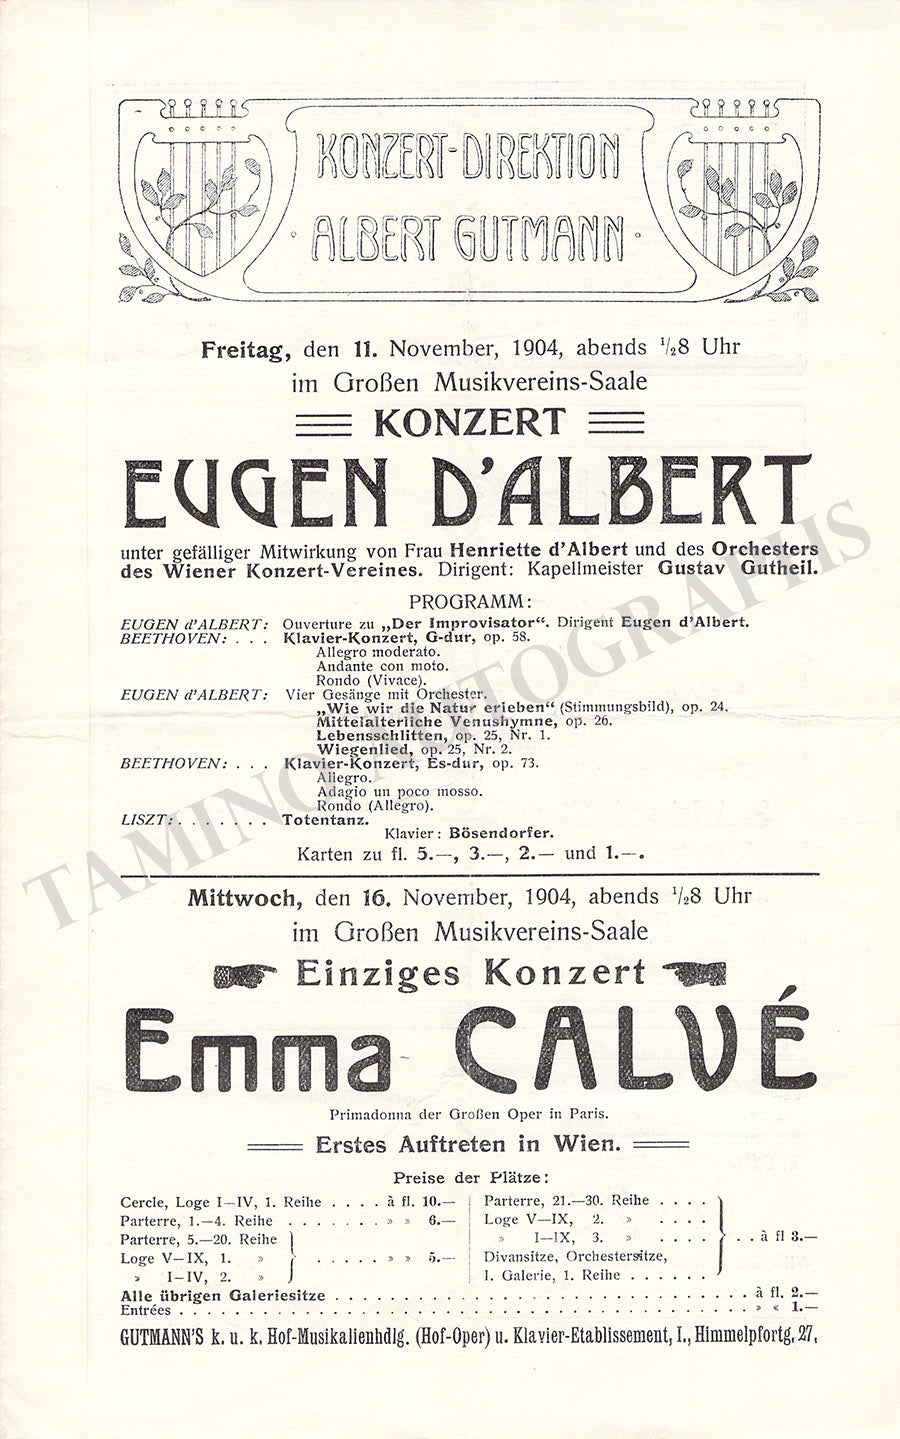 KONZERT-DIREKTION
· ALBERT GUTMANN ·
Freitag, den 11. November, 1904, abends ½8 Uhr
im Großen Musikvereins-Saale
KONZERT
EUGEN D'ALBERT
unter gefälliger Mitwirkung von Frau Henriette d'Albert und des Orchesters
des Wiener Konzert-Vereines. Dirigent: Kapellmeister Gustav Gutheil.
PROGRAMM:
EUGEN d'ALBERT: Ouverture zu „Der Improvisator“. Dirigent Eugen d'Albert.
BEETHOVEN: . . . Klavier-Konzert, G-dur, op. 58.
Allegro moderato.
Andante con moto.
Rondo (Vivace).
EUGEN d'ALBERT: Vier Gesänge mit Orchester.
„Wie wir die Natur erleben“ (Stimmungsbild), op. 24.
Mittelalterliche Venushymne, op. 26.
Lebensschlitten, op. 25, Nr. 1.
Wiegenlied, op. 25, Nr. 2.
BEETHOVEN: . . . Klavier-Konzert, Es-dur, op. 73.
Allegro.
Adagio un poco mosso.
Rondo (Allegro).
LISZT: . . . . . . . Totentanz.
Klavier: Bösendorfer.
Karten zu fl. 5.—, 3.—, 2.— und 1.—.
Mittwoch, den 16. November, 1904, abends ½8 Uhr
im Großen Musikvereins-Saale
Einziges Konzert
Emma CALVÉ
Primadonna der Großen Oper in Paris.
Erstes Auftreten in Wien.
Preise der Plätze:
Cercle, Loge I—IV, 1. Reihe . . . . à fl. 10.—
Parterre, 1.—4. Reihe . . . . . . . » » 6.—
Parterre, 5.—20. Reihe
Loge V—IX, 1. » . . . . . » » 5.—
» I—IV, 2. »
Parterre, 21.—30. Reihe . . . .
Loge V—IX, 2. » . . . .
» I—IX, 3. » . . . . . . à fl 3.—
Divansitze, Orchestersitze,
I. Galerie, 1. Reihe . . . . .
Alle übrigen Galeriesitze . . . . . . . . . . . . . . . . . . . . . . à fl. 2.—
Entrées . . . . . . . . . . . . . . . . . . . . . . . . . . . . . . » « 1.—
GUTMANN'S k. u. k. Hof-Musikalienhdlg. (Hof-Oper) u. Klavier-Etablissement, I., Himmelpfortg. 27.
TAMINO AUTOGRAPHS